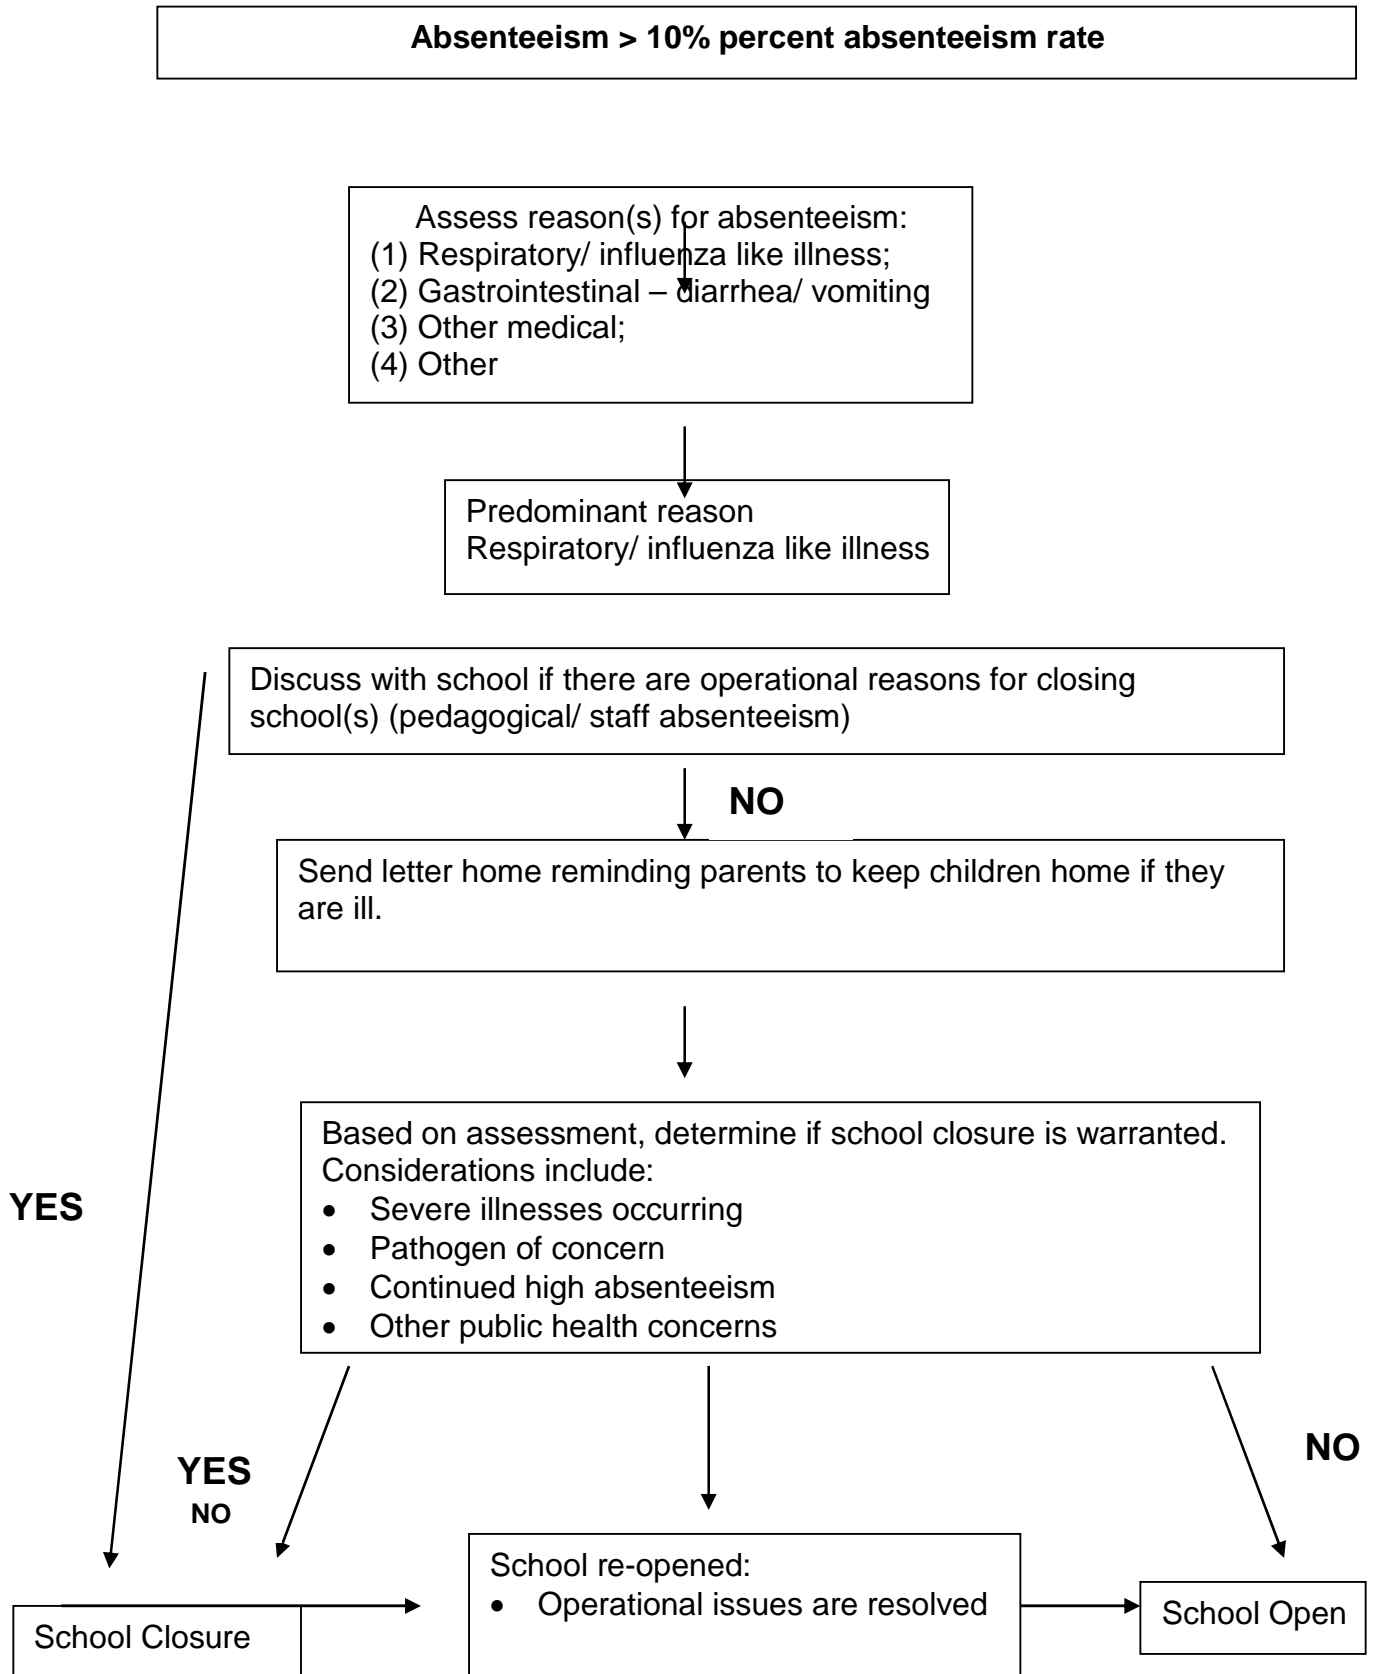 Absenteeism > 10% percent absenteeism rate
Assess reason(s) for absenteeism:
(1) Respiratory/ influenza like illness;
(2) Gastrointestinal – diarrhea/ vomiting
(3) Other medical;
(4) Other
Predominant reason
Respiratory/ influenza like illness
Discuss with school if there are operational reasons for closing
school(s) (pedagogical/ staff absenteeism)
NO
Send letter home reminding parents to keep children home if they
are ill.
Based on assessment, determine if school closure is warranted.
Considerations include:
• Severe illnesses occurring
• Pathogen of concern
• Continued high absenteeism
• Other public health concerns
YES
YES
NO
NO
School re-opened:
• Operational issues are resolved
School Open
School Closure